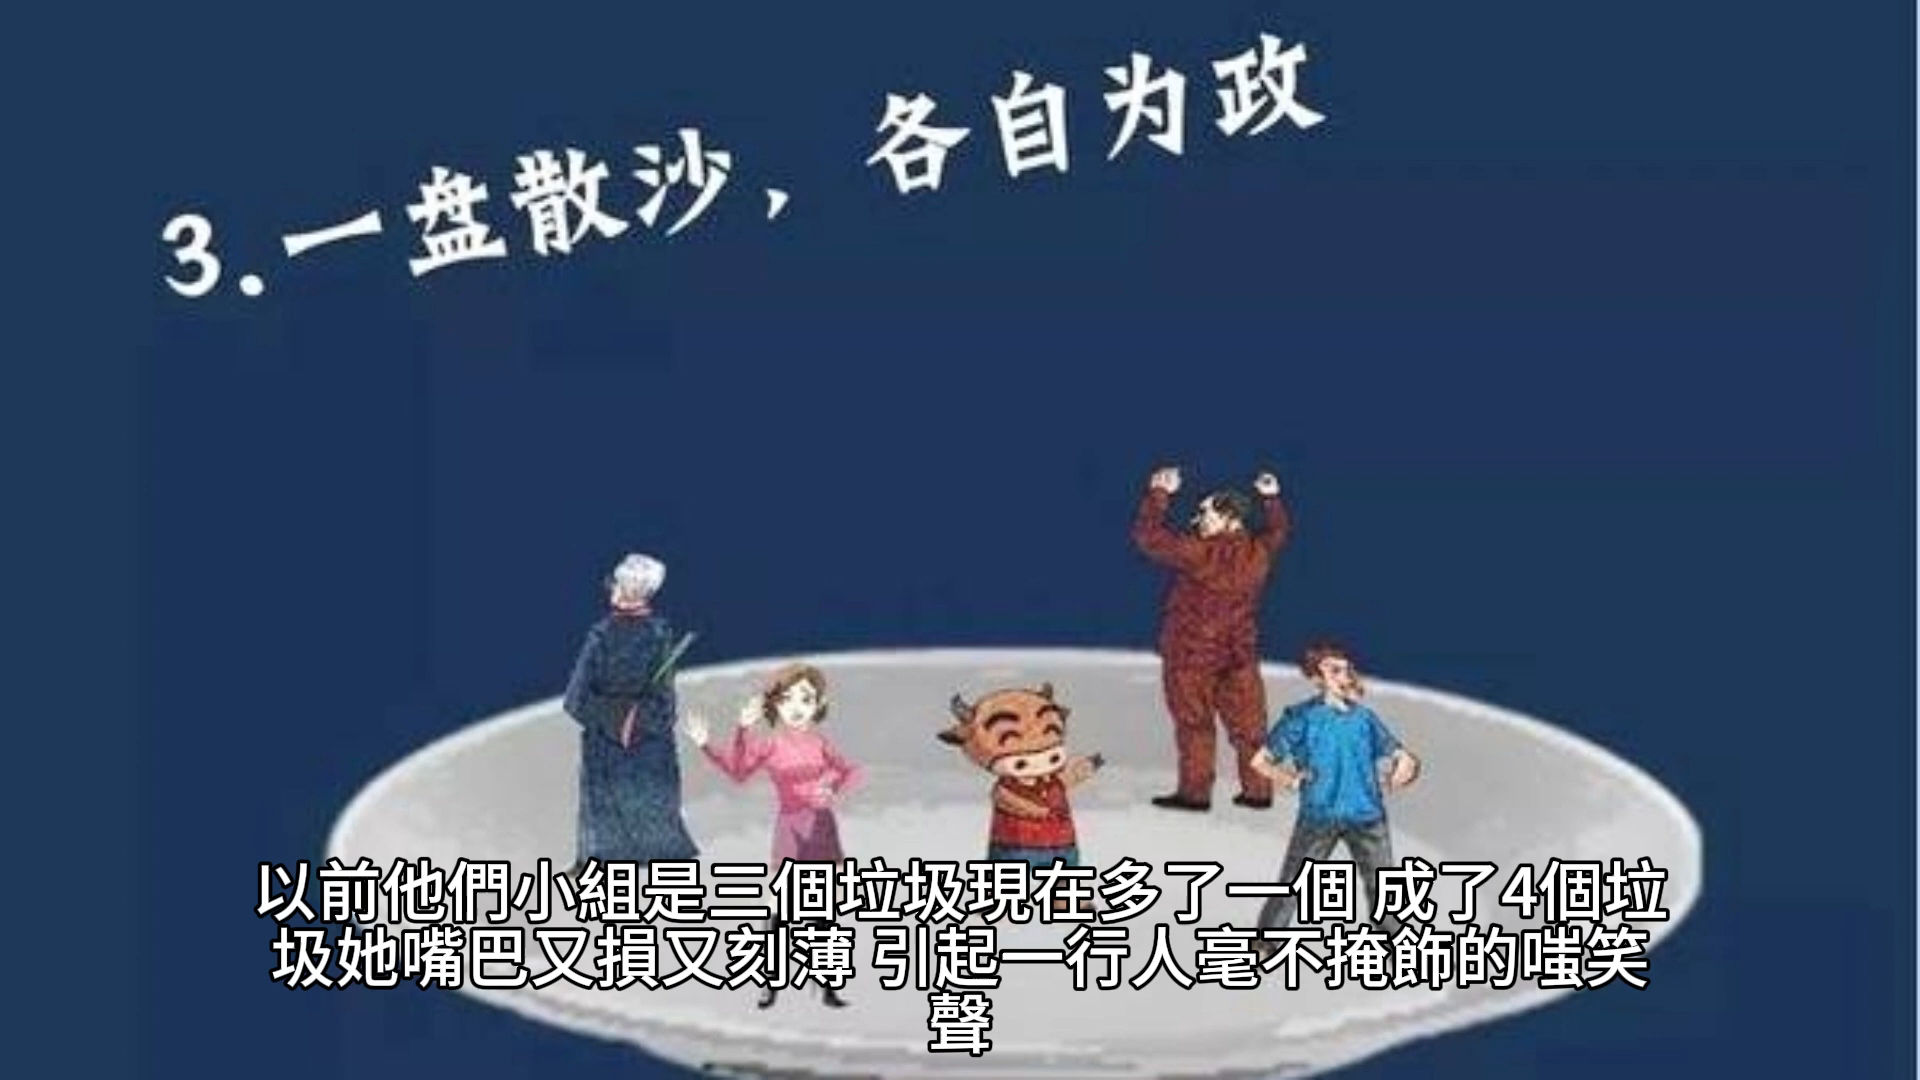 3.一盘散沙，各自为政
以前他們小組是三個垃圾現在多了一個 成了4個垃
圾她嘴巴又損又刻薄 引起一行人毫不掩飾的嗤笑
聲